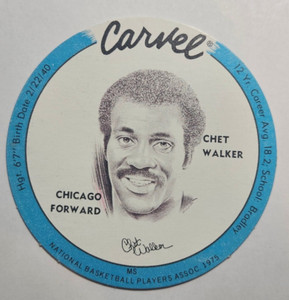 Carvel
Hgt 6'7" Birth Date 2/22/40
12 Yr. Career Avg. 18.2 School: Bradley
CHET
WALKER
CHICAGO
FORWARD
Chet Walker
MS
NATIONAL BASKETBALL PLAYERS ASSOC. 1975